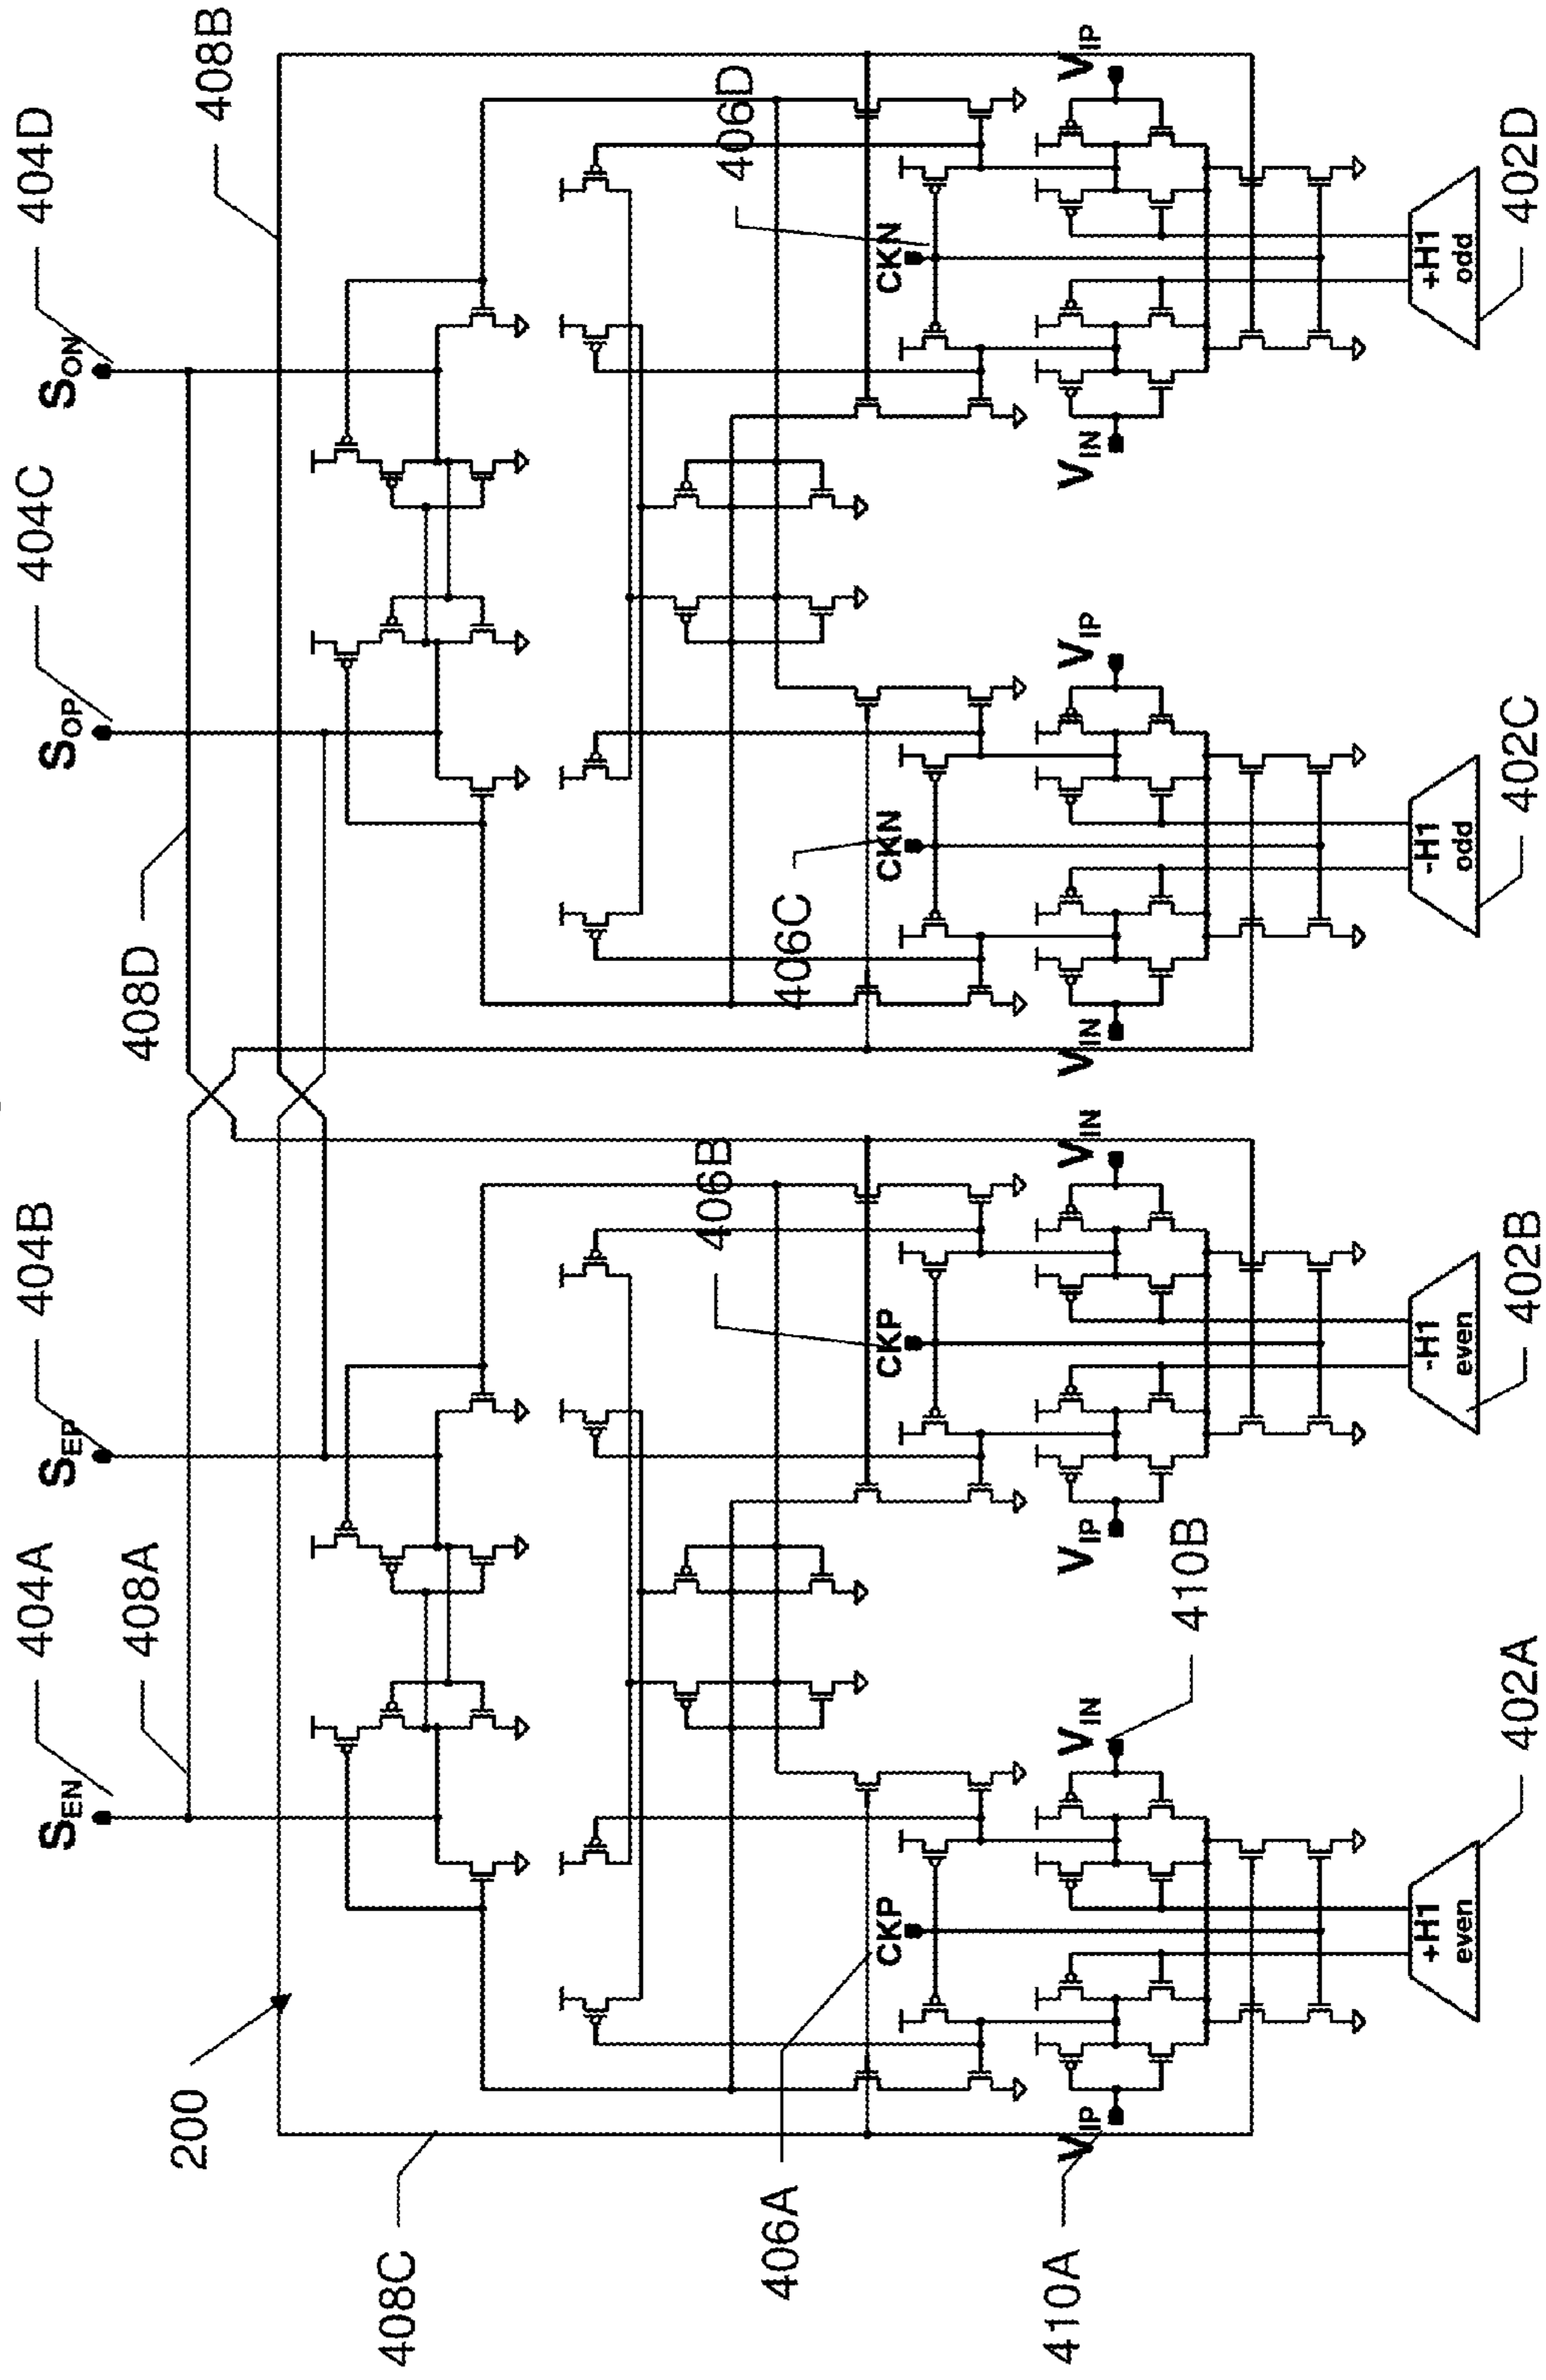 200
408C
406A
410A
S_EN
404A
408A
S_EP
404B
406B
CKP
V_IP
V_IN
410B
+H1
even
402A
CKP
V_IP
V_IN
-H1
even
402B
408D
S_OP
404C
408B
S_ON
404D
406C
CKN
V_IN
V_IP
-H1
odd
402C
406D
CKN
V_IN
V_IP
+H1
odd
402D